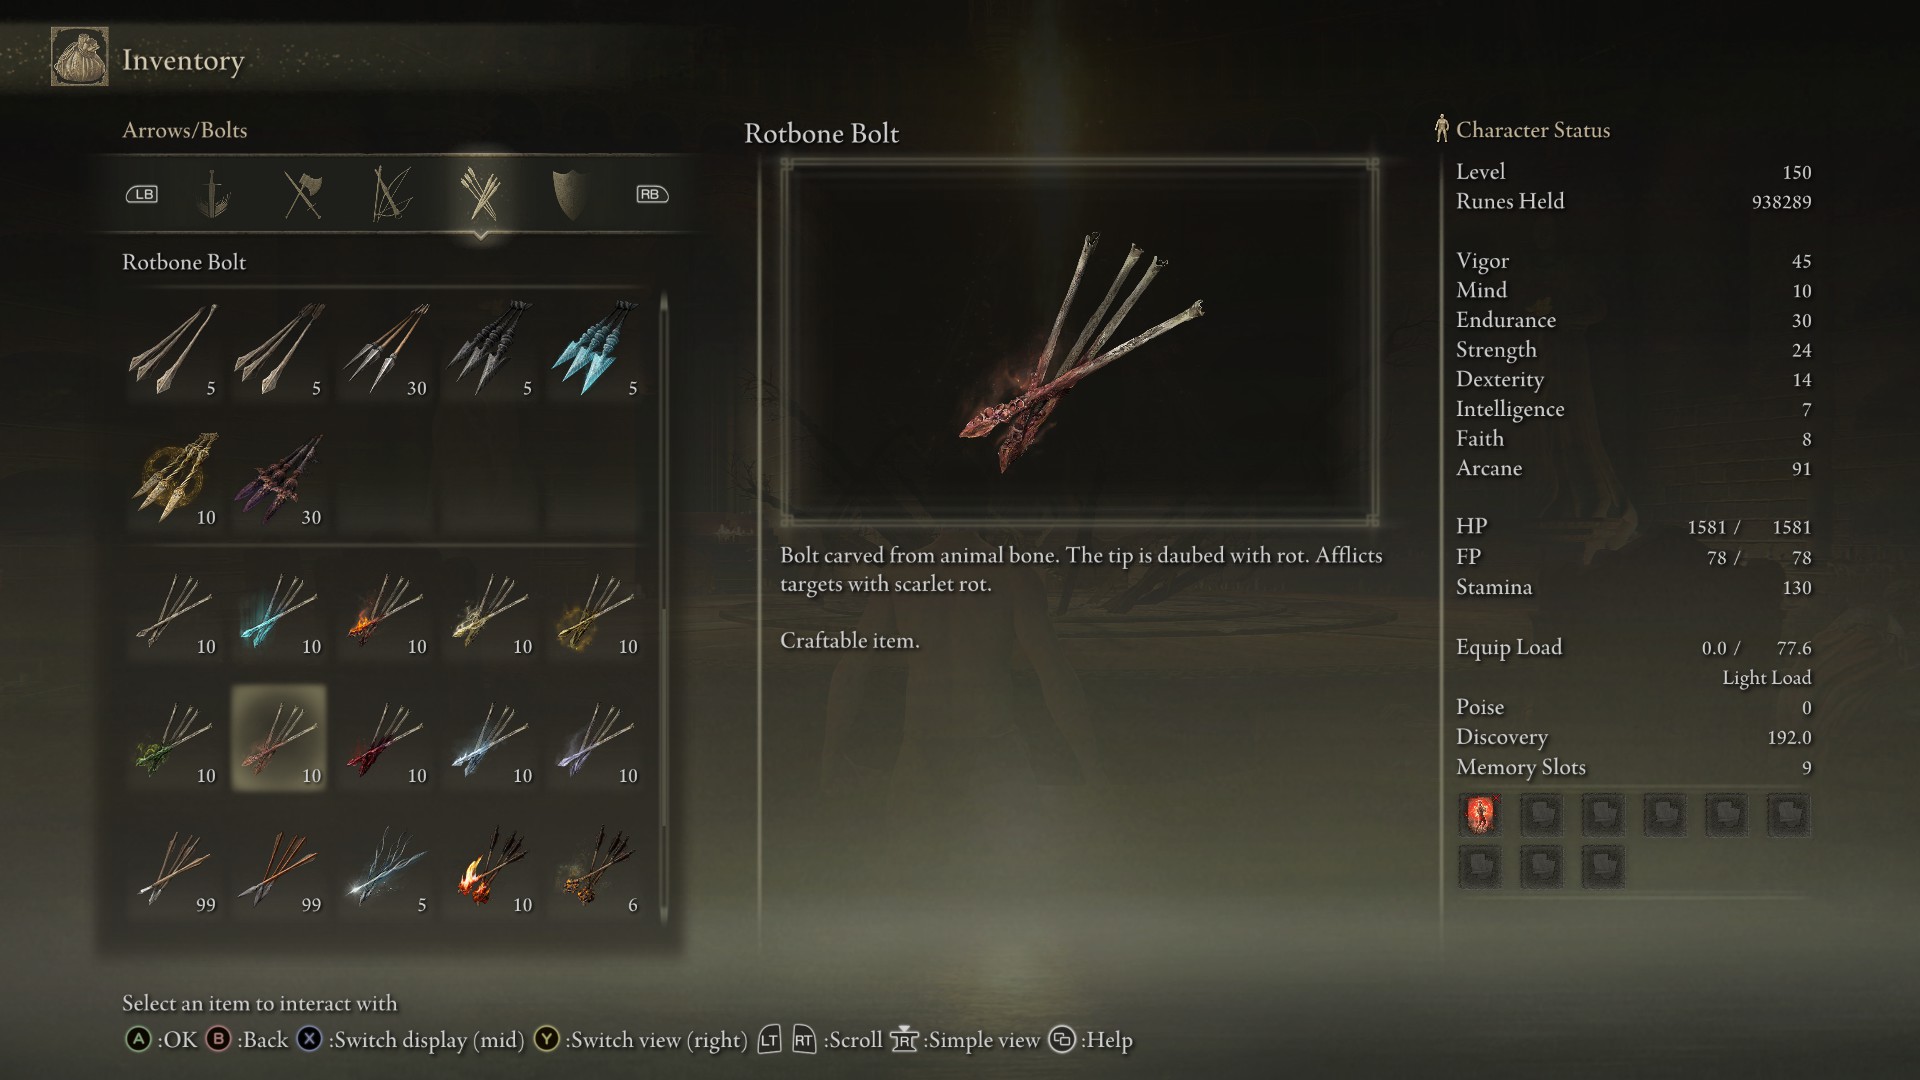 Inventory
Arrows/Bolts
LB
RB
Rotbone Bolt
5 5 30 5 5
10 30
10 10 10 10 10
10 10 10 10 10
99 99 5 10 6
Rotbone Bolt
Bolt carved from animal bone. The tip is daubed with rot. Afflicts
targets with scarlet rot.
Craftable item.
Character Status
Level 150
Runes Held 938289
Vigor 45
Mind 10
Endurance 30
Strength 24
Dexterity 14
Intelligence 7
Faith 8
Arcane 91
HP 1581 / 1581
FP 78 / 78
Stamina 130
Equip Load 0.0 / 77.6
Light Load
Poise 0
Discovery 192.0
Memory Slots 9
Select an item to interact with
A :OK B :Back X :Switch display (mid) Y :Switch view (right) LT RT :Scroll R :Simple view :Help